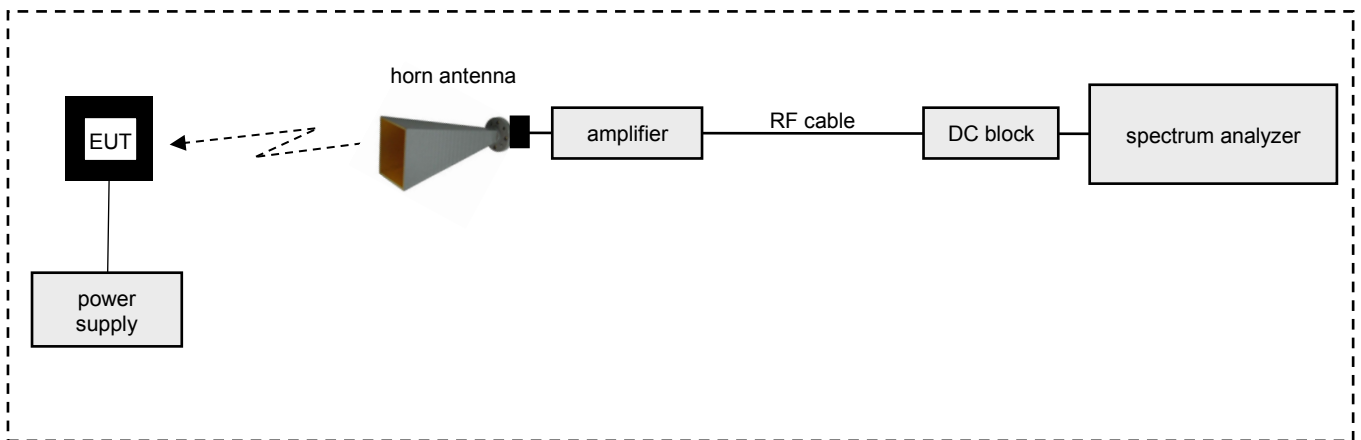 horn antenna
EUT
amplifier
RF cable
DC block
spectrum analyzer
power
supply